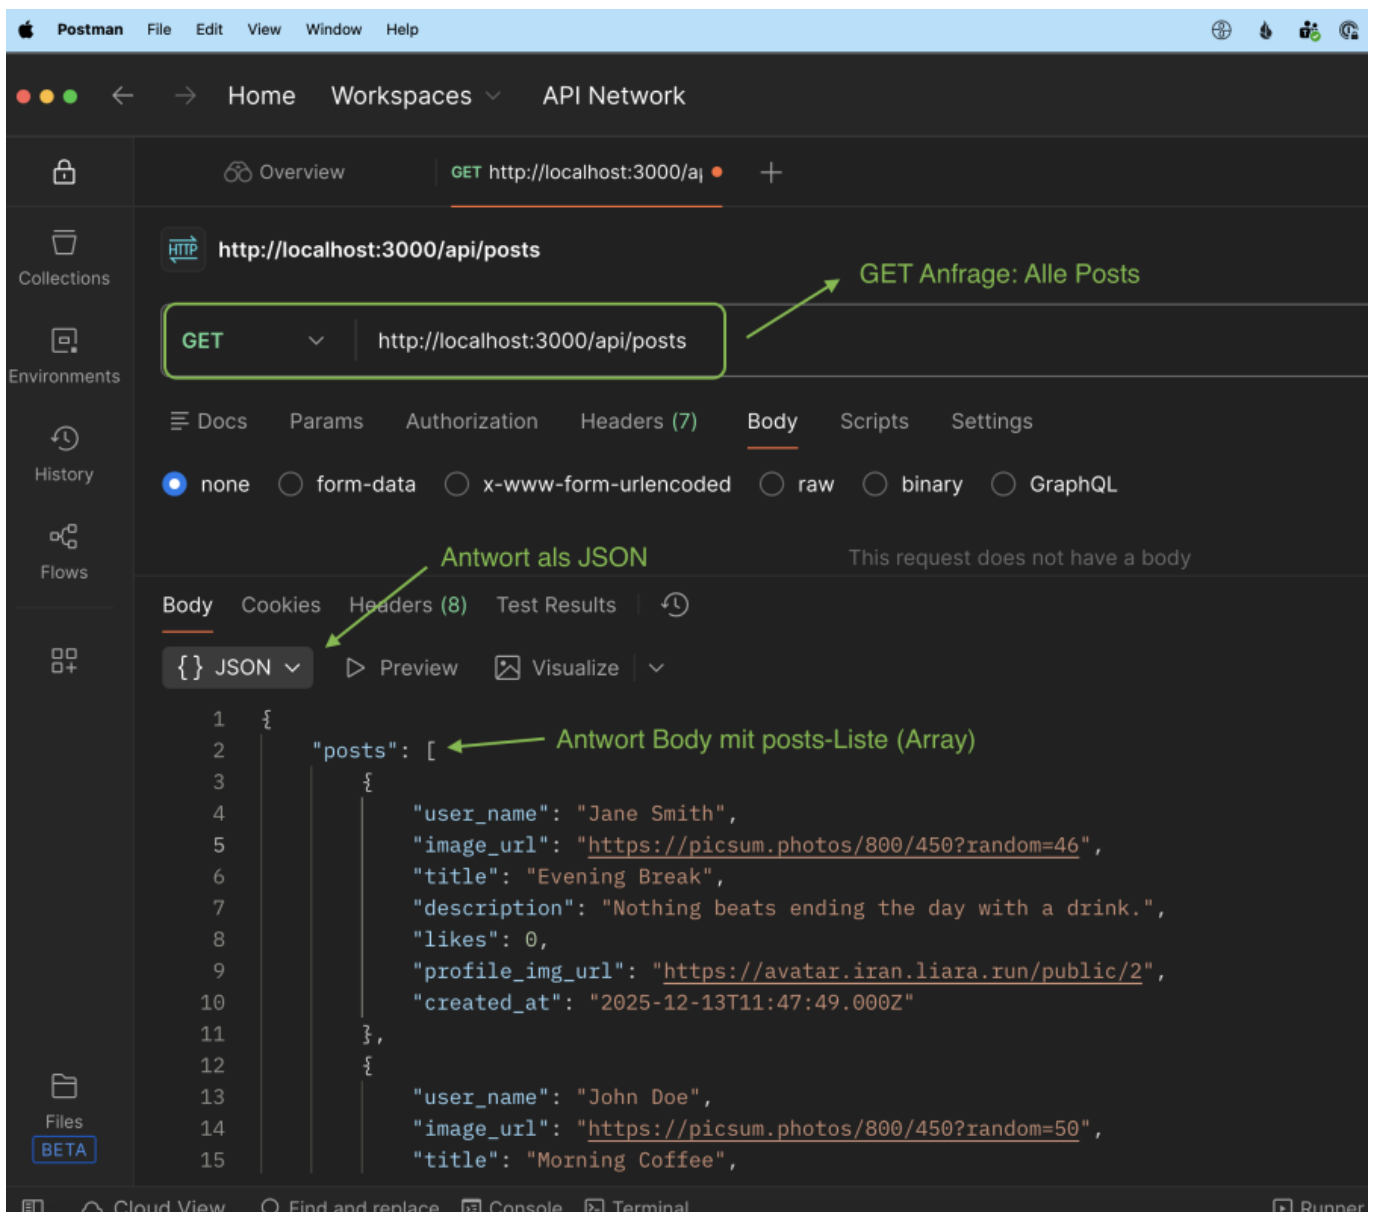 Postman File Edit View Window Help
Home Workspaces API Network
Overview GET http://localhost:3000/a
HTTP http://localhost:3000/api/posts
GET Anfrage: Alle Posts
GET http://localhost:3000/api/posts
Collections
Environments
History
Flows
Docs Params Authorization Headers (7) Body Scripts Settings
none form-data x-www-form-urlencoded raw binary GraphQL
Antwort als JSON
This request does not have a body
Body Cookies Headers (8) Test Results
{} JSON Preview Visualize
Antwort Body mit posts-Liste (Array)
1 {
2 "posts": [
3 {
4 "user_name": "Jane Smith",
5 "image_url": "https://picsum.photos/800/450?random=46",
6 "title": "Evening Break",
7 "description": "Nothing beats ending the day with a drink.",
8 "likes": 0,
9 "profile_img_url": "https://avatar.iran.liara.run/public/2",
10 "created_at": "2025-12-13T11:47:49.000Z"
11 },
12 {
13 "user_name": "John Doe",
14 "image_url": "https://picsum.photos/800/450?random=50",
15 "title": "Morning Coffee",
Files
BETA
Cloud View Find and replace Console Terminal Runner